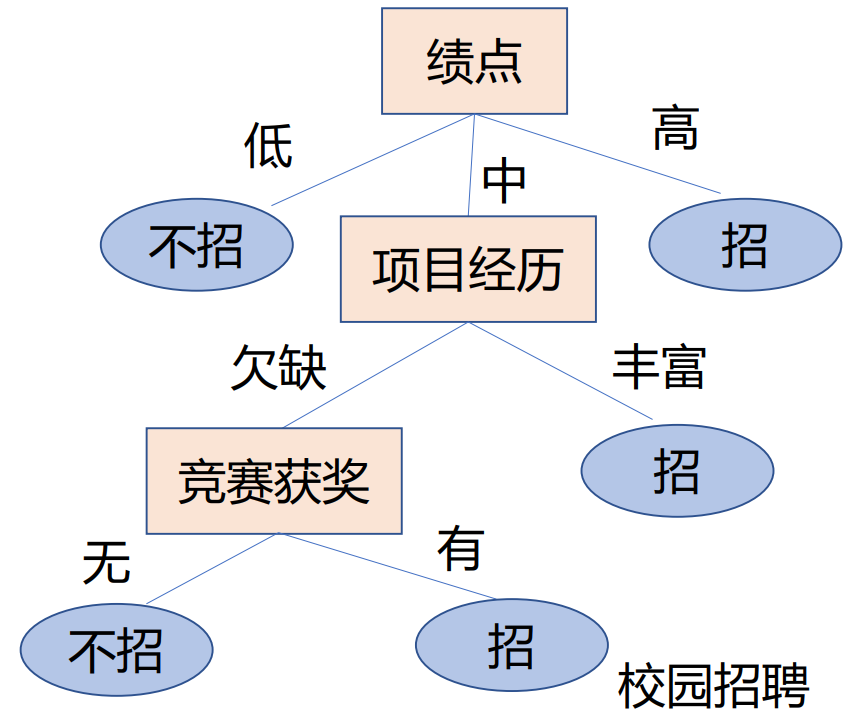 绩点
低
中
高
不招
项目经历
招
欠缺
丰富
竞赛获奖
招
无
有
不招
招
校园招聘